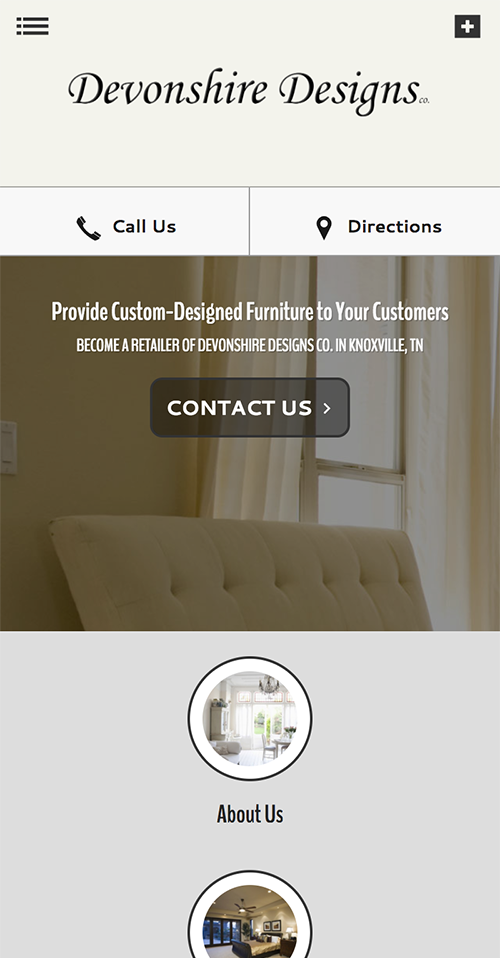 Devonshire Designs co.
Call Us
Directions
Provide Custom-Designed Furniture to Your Customers
BECOME A RETAILER OF DEVONSHIRE DESIGNS CO. IN KNOXVILLE, TN
CONTACT US
About Us